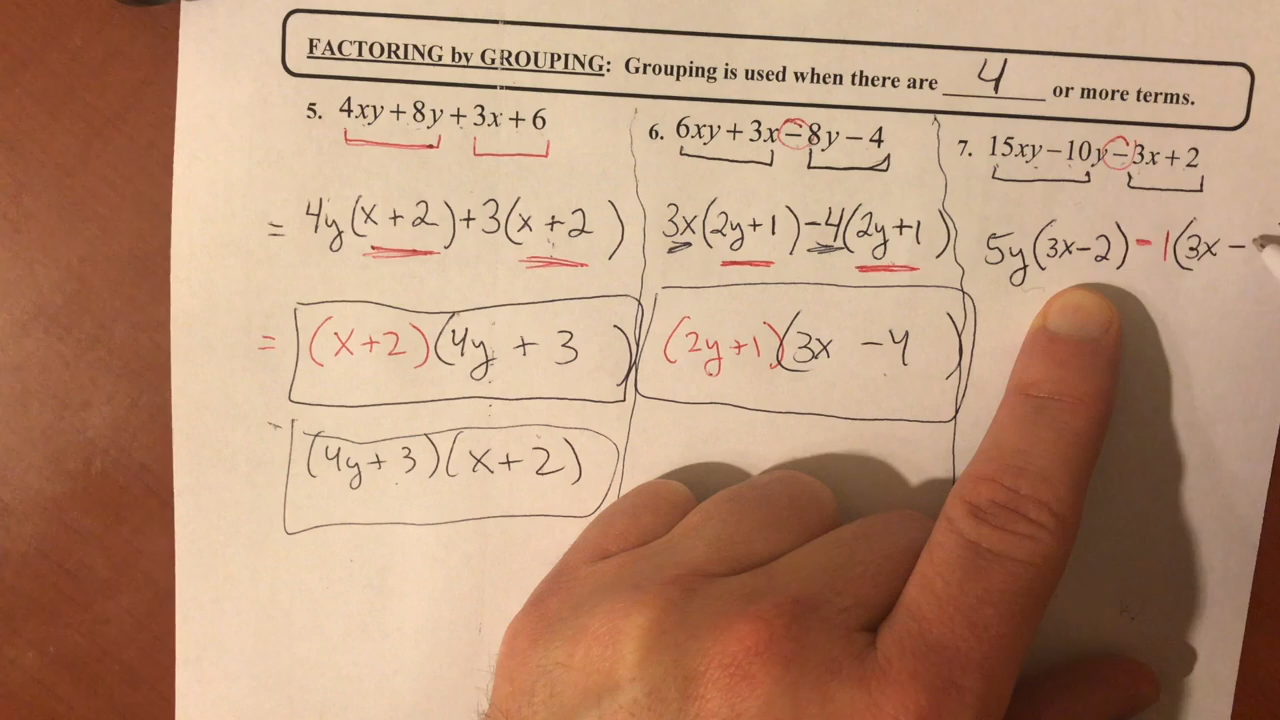 FACTORING by GROUPING: Grouping is used when there are 4 or more terms.
5. 4xy + 8y + 3x + 6
= 4y(x + 2) + 3(x + 2)
= (x + 2)(4y + 3)
(4y + 3)(x + 2)
6. 6xy + 3x − 8y − 4
3x(2y + 1) − 4(2y + 1)
(2y + 1)(3x − 4)
7. 15xy − 10y − 3x + 2
5y(3x − 2) − 1(3x −